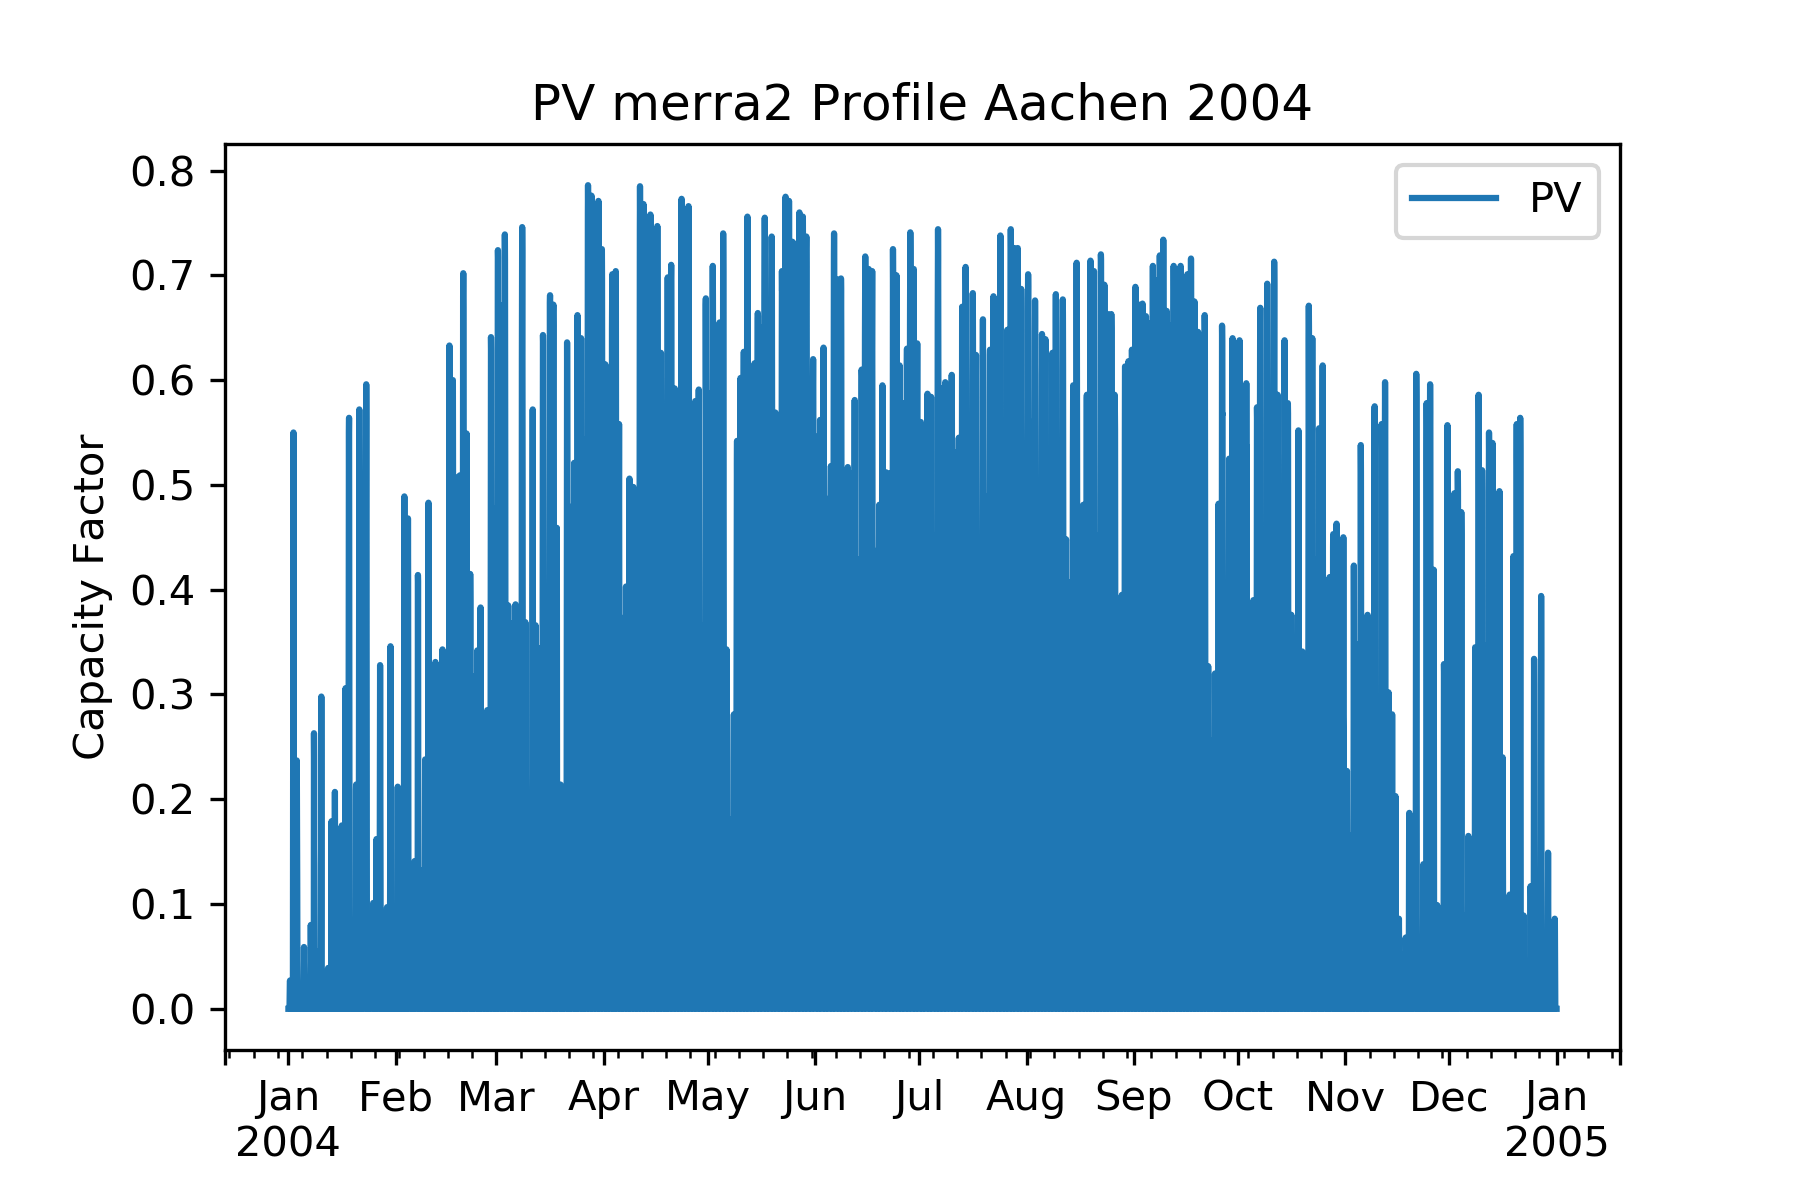 PV merra2 Profile Aachen 2004
PV
0.8
0.7
0.6
0.5
0.4
0.3
0.2
0.1
0.0
Capacity Factor
Jan Feb Mar Apr May Jun Jul Aug Sep Oct Nov Dec Jan
2004 2005